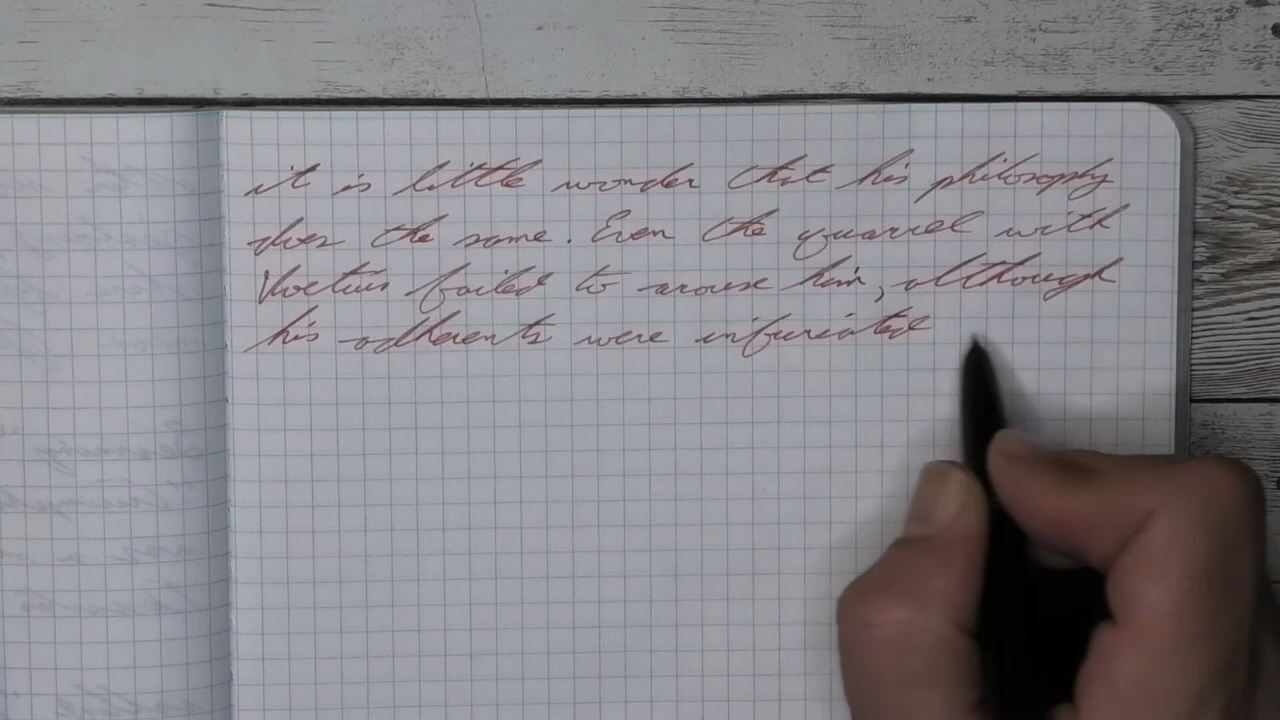 it is little wonder that his philosophy
does the same. Even the quarrel with
Voetius failed to arouse him, although
his adherents were infuriated